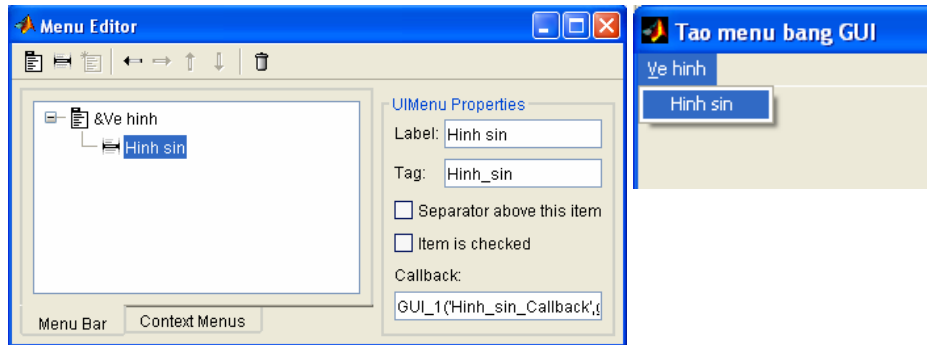 Menu Editor
&Ve hinh
Hinh sin
Menu Bar
Context Menus
UIMenu Properties
Label: Hinh sin
Tag: Hinh_sin
Separator above this item
Item is checked
Callback:
GUI_1('Hinh_sin_Callback',
Tao menu bang GUI
Ve hinh
Hinh sin